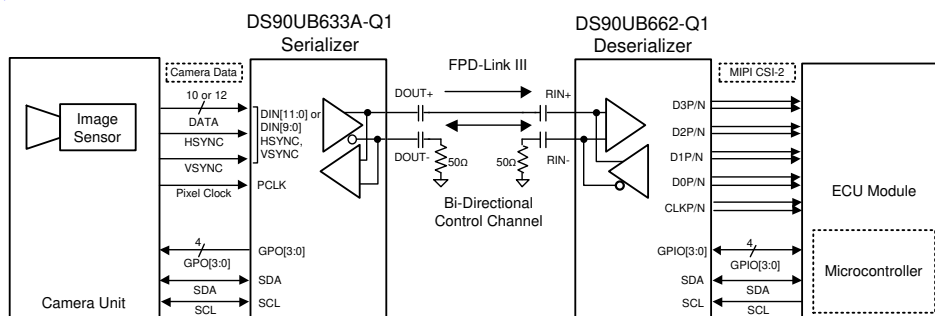 DS90UB633A-Q1
Serializer
DS90UB662-Q1
Deserializer
Camera Data
FPD-Link III
MIPI CSI-2
Image
Sensor
10 or 12
DATA
HSYNC
VSYNC
Pixel Clock
DIN[11:0] or
DIN[9:0]
HSYNC,
VSYNC
PCLK
DOUT+
DOUT-
50Ω
50Ω
RIN+
RIN-
Bi-Directional
Control Channel
D3P/N
D2P/N
D1P/N
D0P/N
CLKP/N
ECU Module
4
GPO[3:0]
GPO[3:0]
SDA
SDA
SCL
SCL
Camera Unit
GPIO[3:0]
4
GPIO[3:0]
SDA
SDA
SCL
SCL
Microcontroller